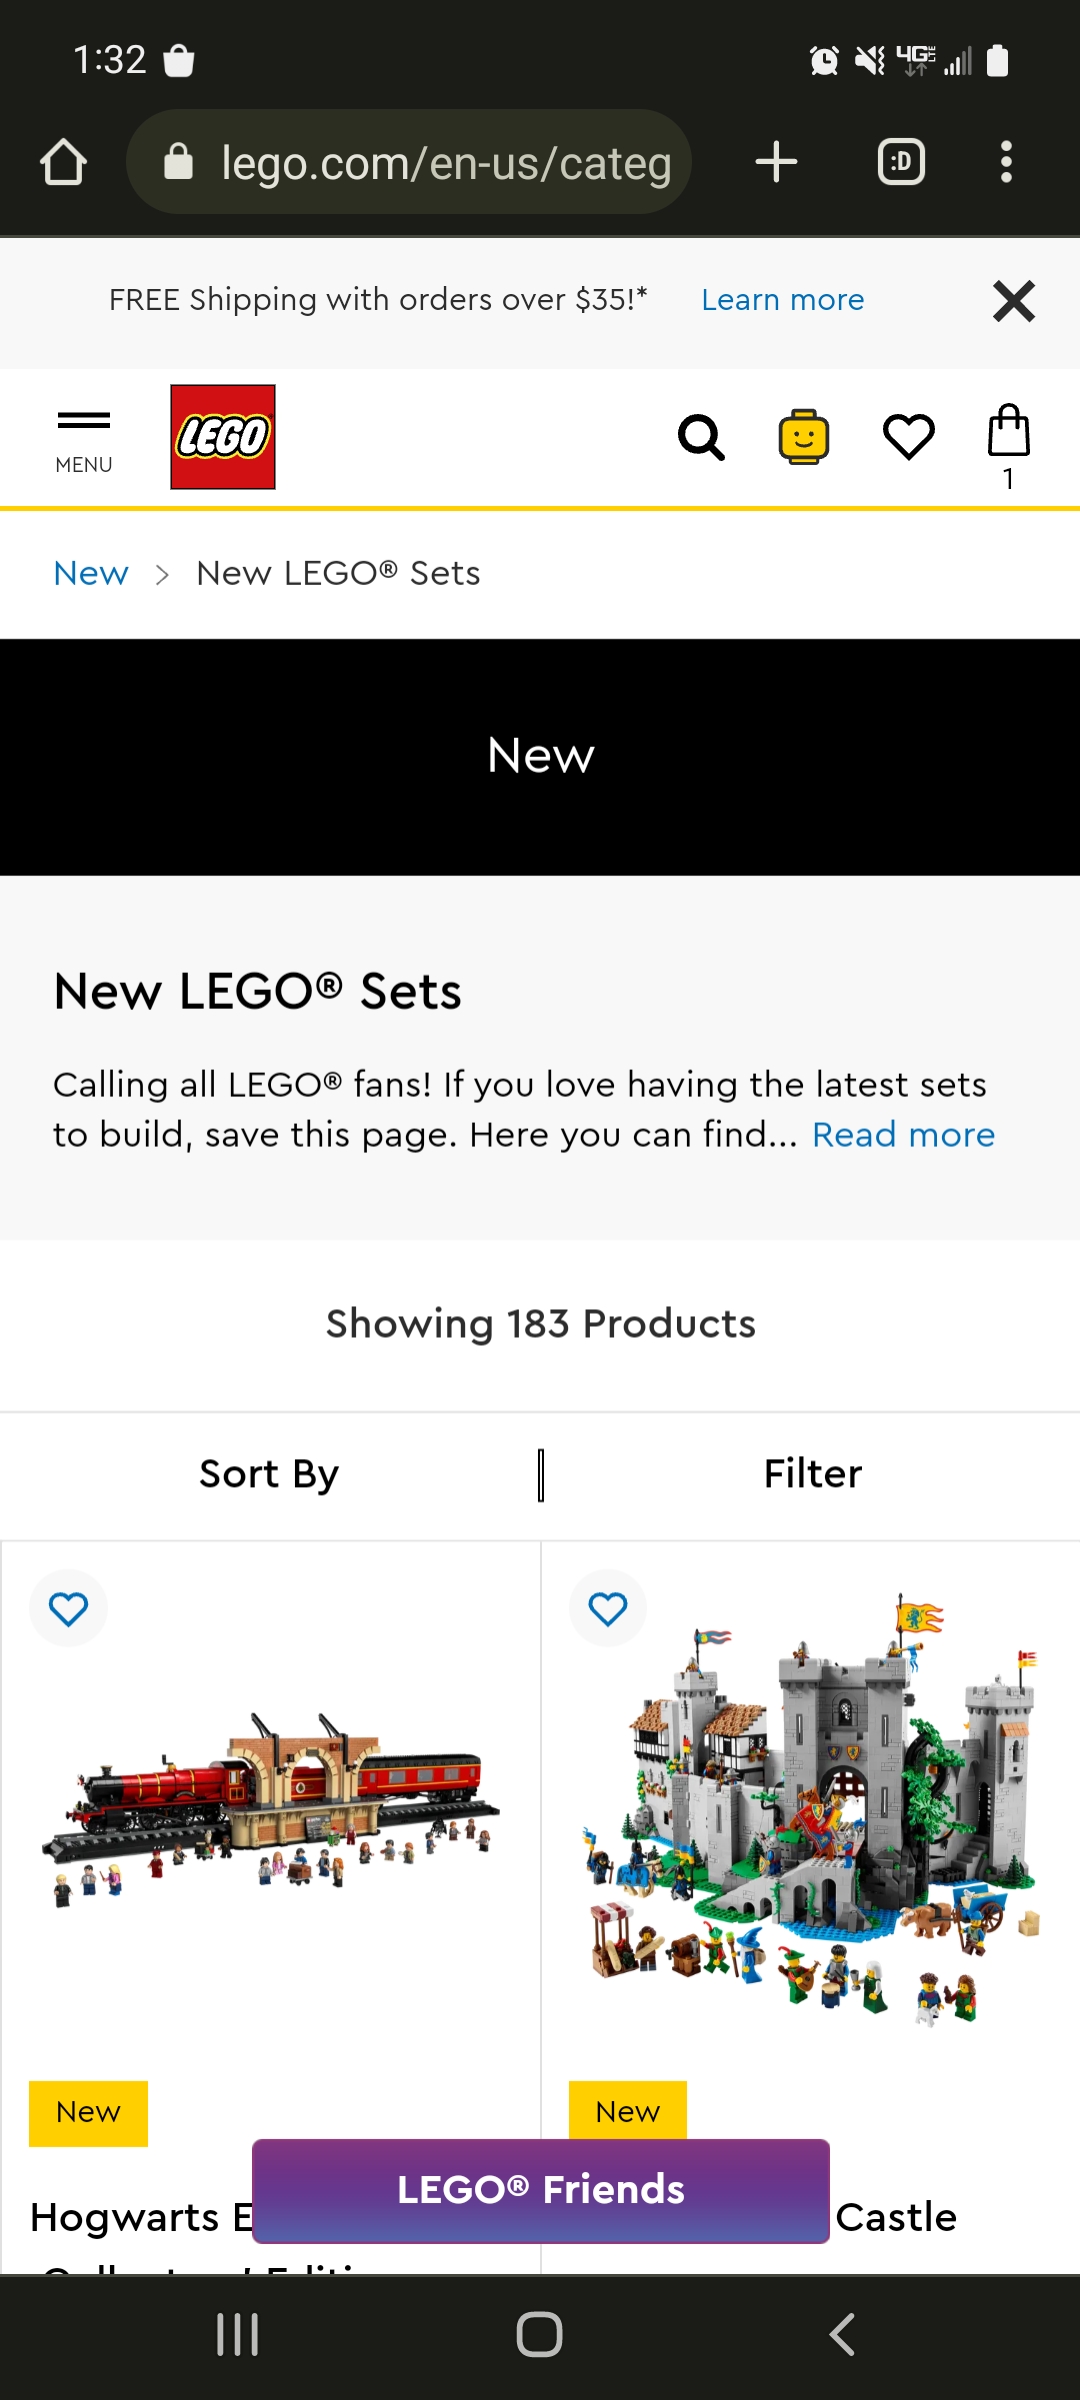 1:32
4G LTE
lego.com/en-us/categ
:D
FREE Shipping with orders over $35!* Learn more
MENU
LEGO
1
New > New LEGO® Sets
New
New LEGO® Sets
Calling all LEGO® fans! If you love having the latest sets
to build, save this page. Here you can find... Read more
Showing 183 Products
Sort By
Filter
New
New
LEGO® Friends
Hogwarts
Castle